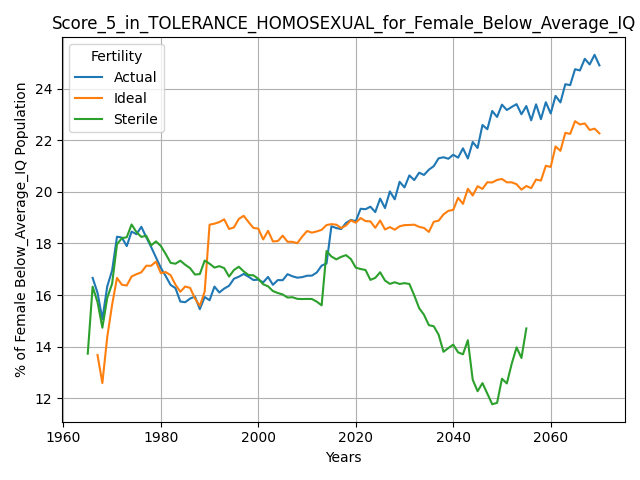 Score_5_in_TOLERANCE_HOMOSEXUAL_for_Female_Below_Average_IQ
Fertility
Actual
Ideal
Sterile
% of Female Below_Average_IQ Population
24
22
20
18
16
14
12
1960
1980
2000
2020
2040
2060
Years